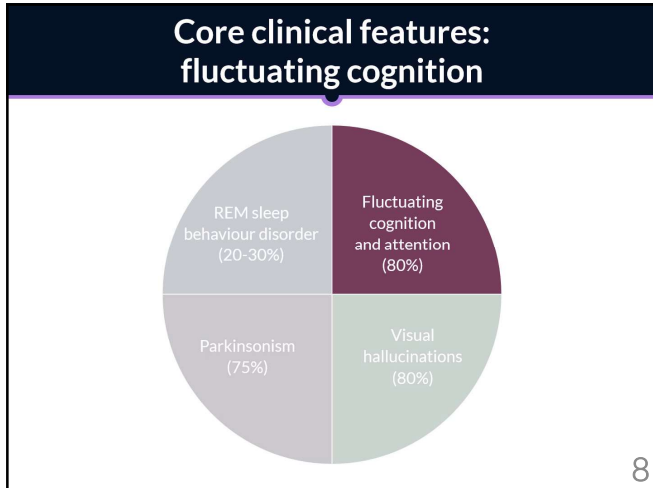 Core clinical features:
fluctuating cognition
REM sleep
behaviour disorder
(20-30%)
Fluctuating
cognition
and attention
(80%)
Parkinsonism
(75%)
Visual
hallucinations
(80%)
8